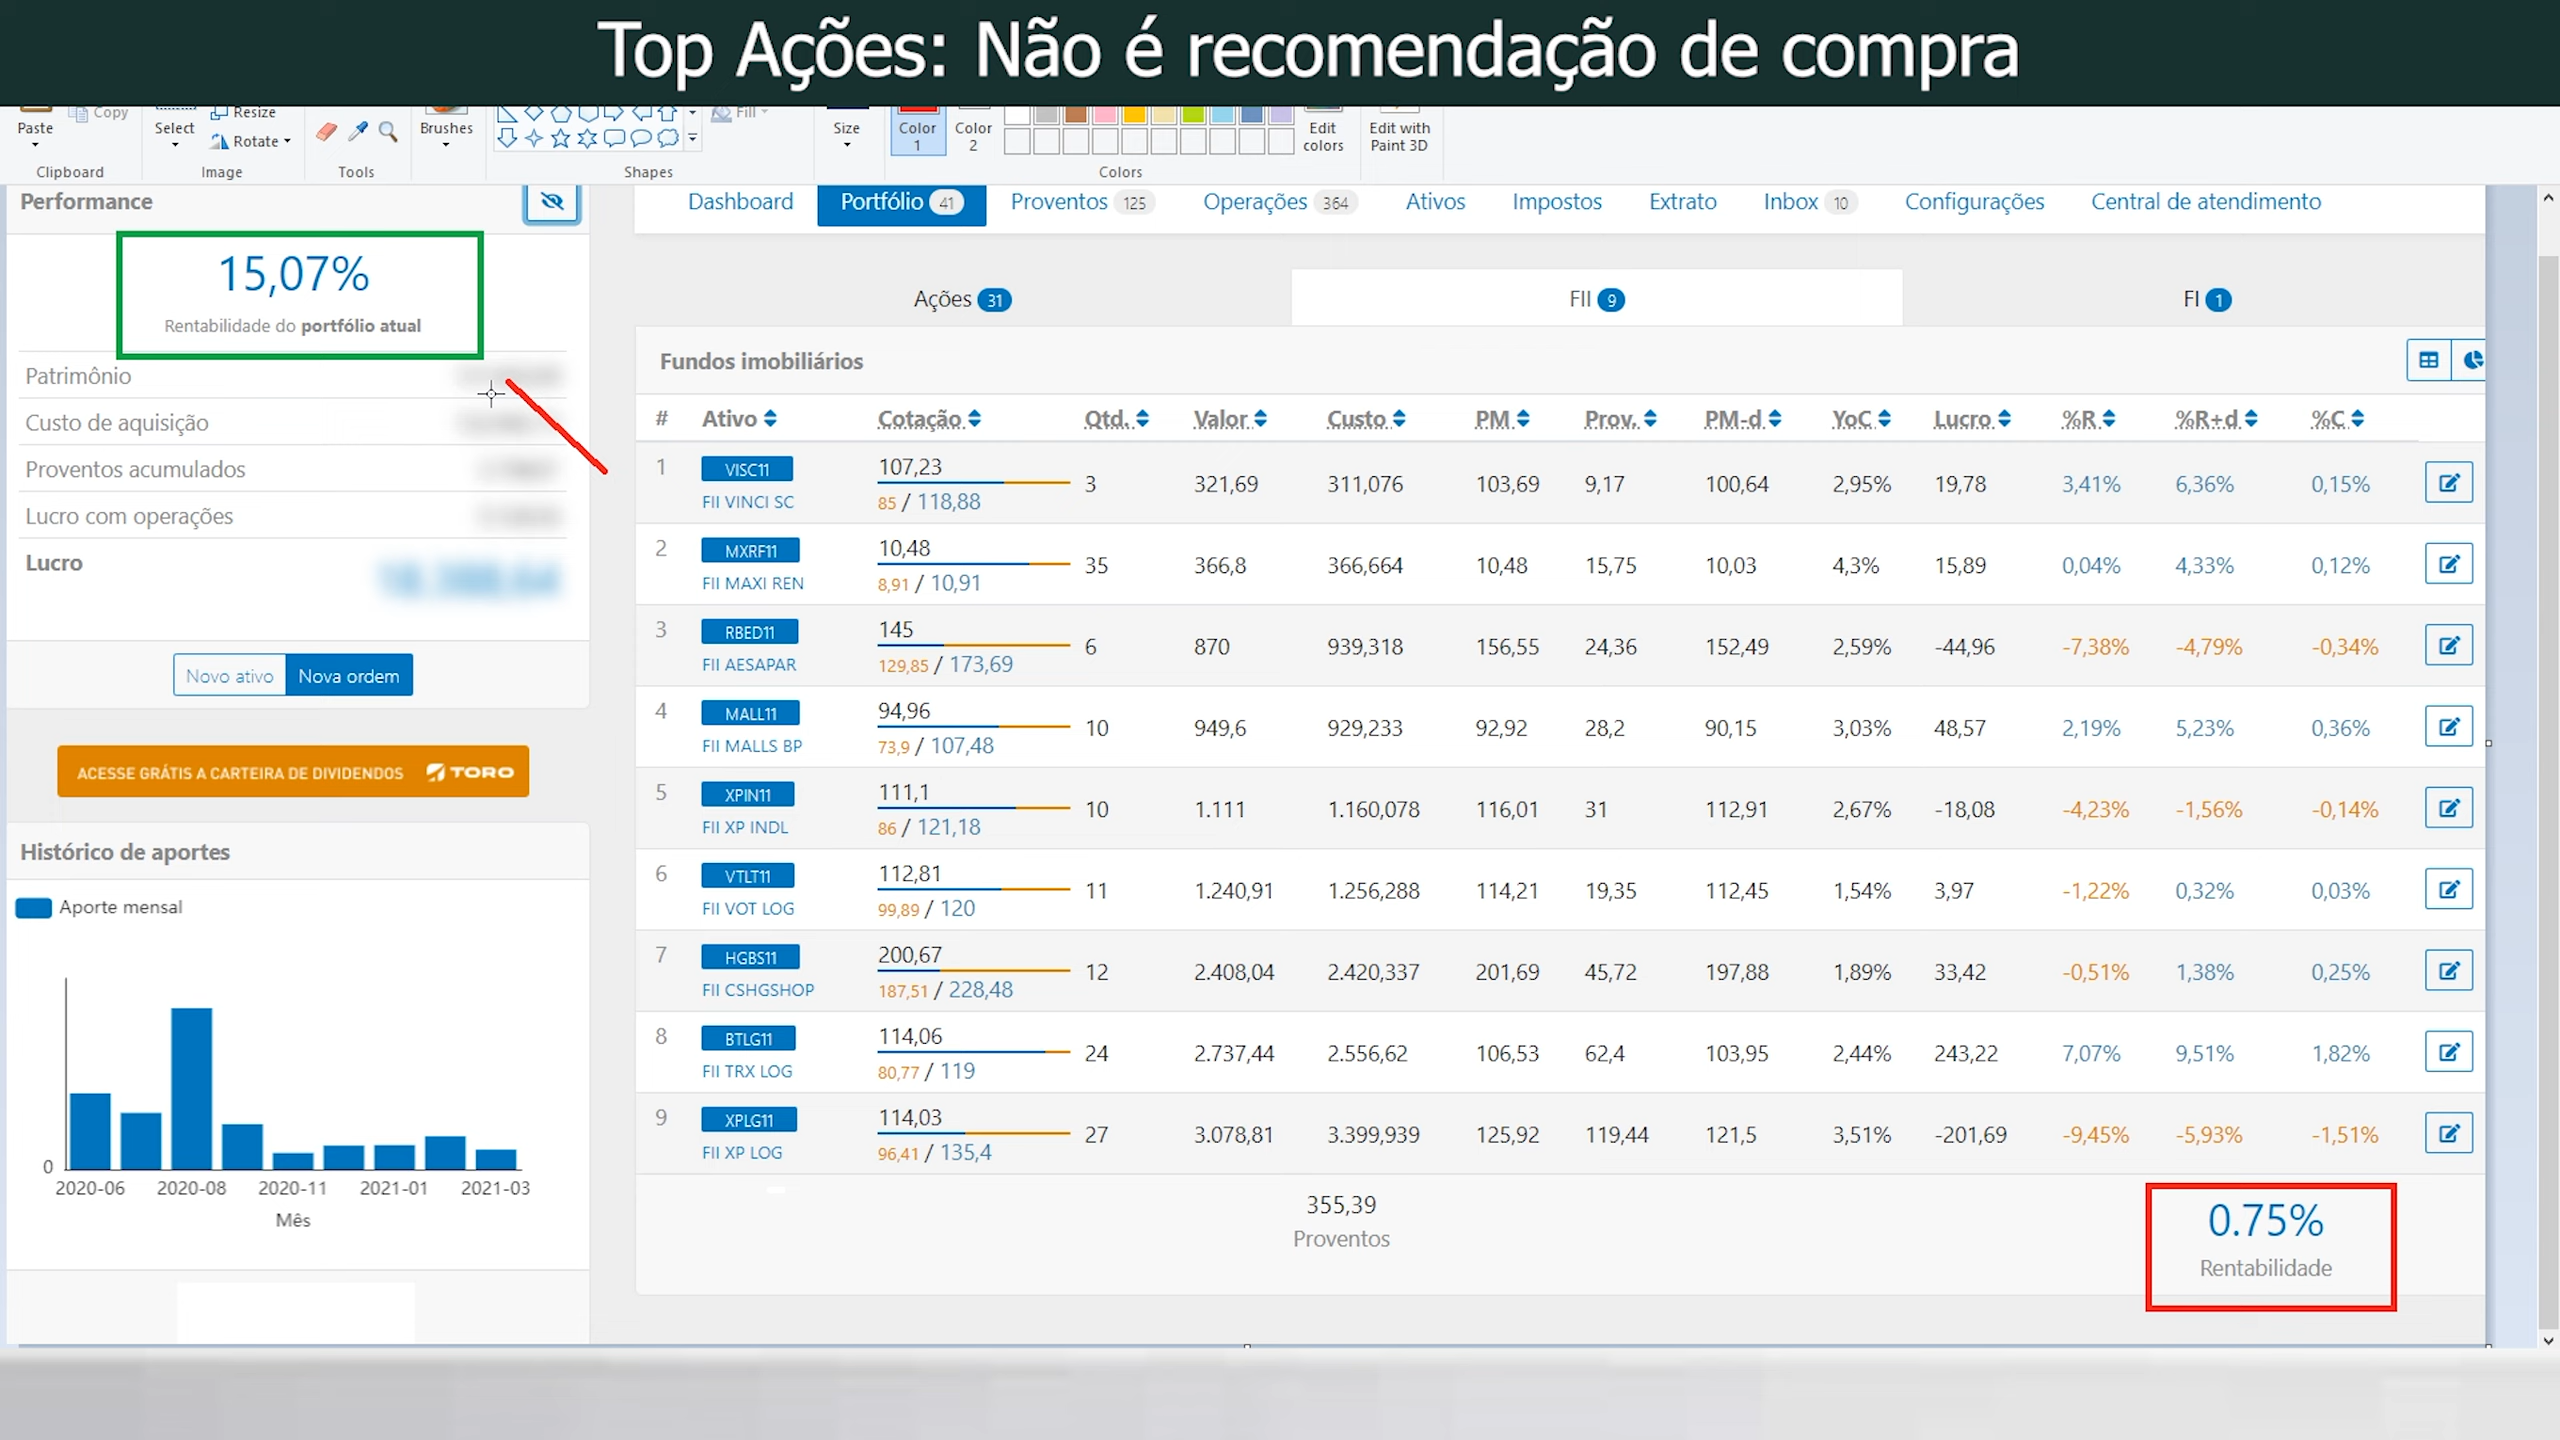 Top Ações: Não é recomendação de compra
Paste
Copy
Clipboard
Select
Resize
Rotate
Image
Tools
Brushes
Fill
Shapes
Size
Color 1
Color 2
Edit colors
Colors
Edit with Paint 3D
Performance
15,07%
Rentabilidade do portfólio atual
Patrimônio
Custo de aquisição
Proventos acumulados
Lucro com operações
Lucro
Novo ativo
Nova ordem
ACESSE GRÁTIS A CARTEIRA DE DIVIDENDOS TORO
Histórico de aportes
Aporte mensal
0
2020-06 2020-08 2020-11 2021-01 2021-03
Mês
Dashboard Portfólio 41 Proventos 125 Operações 364 Ativos Impostos Extrato Inbox 10 Configurações Central de atendimento
Ações 31 FII 9 FI 1
Fundos imobiliários
# Ativo Cotação Qtd. Valor Custo PM Prov. PM-d YoC Lucro %R %R+d %C
1 VISC11 107,23 3 321,69 311,076 103,69 9,17 100,64 2,95% 19,78 3,41% 6,36% 0,15%
FII VINCI SC 85 / 118,88
2 MXRF11 10,48 35 366,8 366,664 10,48 15,75 10,03 4,3% 15,89 0,04% 4,33% 0,12%
FII MAXI REN 8,91 / 10,91
3 RBED11 145 6 870 939,318 156,55 24,36 152,49 2,59% -44,96 -7,38% -4,79% -0,34%
FII AESAPAR 129,85 / 173,69
4 MALL11 94,96 10 949,6 929,233 92,92 28,2 90,15 3,03% 48,57 2,19% 5,23% 0,36%
FII MALLS BP 73,9 / 107,48
5 XPIN11 111,1 10 1.111 1.160,078 116,01 31 112,91 2,67% -18,08 -4,23% -1,56% -0,14%
FII XP INDL 86 / 121,18
6 VTLT11 112,81 11 1.240,91 1.256,288 114,21 19,35 112,45 1,54% 3,97 -1,22% 0,32% 0,03%
FII VOT LOG 99,89 / 120
7 HGBS11 200,67 12 2.408,04 2.420,337 201,69 45,72 197,88 1,89% 33,42 -0,51% 1,38% 0,25%
FII CSHGSHOP 187,51 / 228,48
8 BTLG11 114,06 24 2.737,44 2.556,62 106,53 62,4 103,95 2,44% 243,22 7,07% 9,51% 1,82%
FII TRX LOG 80,77 / 119
9 XPLG11 114,03 27 3.078,81 3.399,939 125,92 119,44 121,5 3,51% -201,69 -9,45% -5,93% -1,51%
FII XP LOG 96,41 / 135,4
355,39
Proventos
0.75%
Rentabilidade